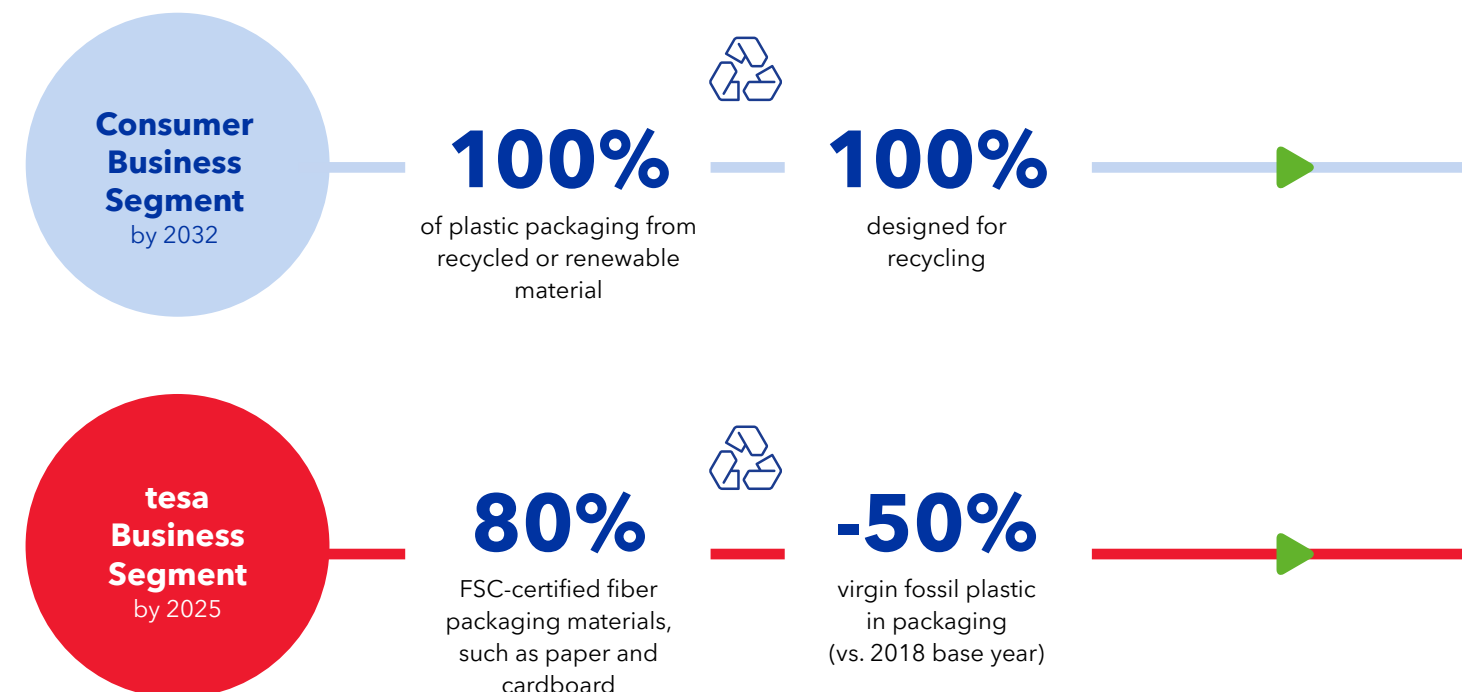 Consumer
Business
Segment
by 2032
100%
of plastic packaging from
recycled or renewable
material
100%
designed for
recycling
tesa
Business
Segment
by 2025
80%
FSC-certified fiber
packaging materials,
such as paper and
cardboard
-50%
virgin fossil plastic
in packaging
(vs. 2018 base year)